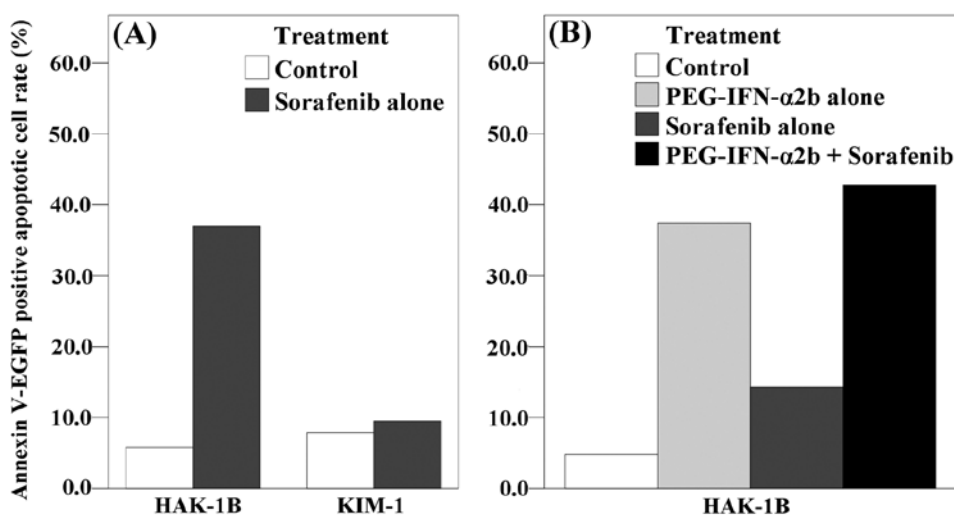 Annexin V-EGFP positive apoptotic cell rate (%)
(A)
Treatment
Control
Sorafenib alone
60.0
50.0
40.0
30.0
20.0
10.0
0.0
HAK-1B KIM-1
(B)
Treatment
Control
PEG-IFN-α2b alone
Sorafenib alone
PEG-IFN-α2b + Sorafenib
60.0
50.0
40.0
30.0
20.0
10.0
0.0
HAK-1B